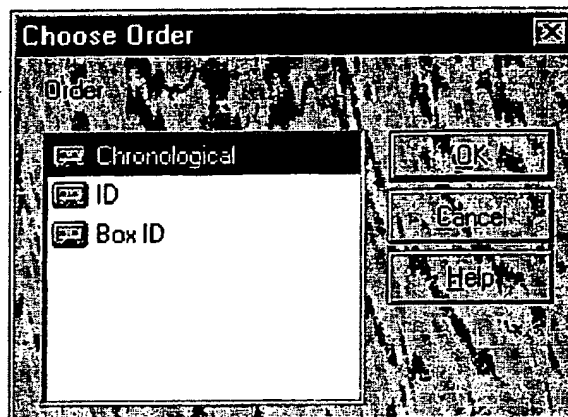 Choose Order
Order
Chronological
ID
Box ID
OK
Cancel
Help